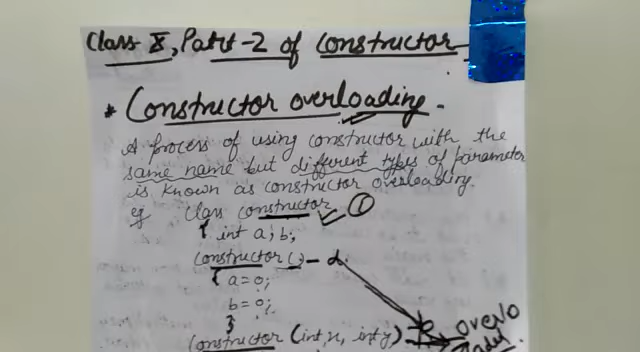 Class X, Part-2 of constructor
* Constructor overloading -
A process of using constructor with the
same name but different types of parameter
is known as constructor overloading.
eg Class constructor ①
{ int a; b;
constructor () - d
{ a=0;
b=0;
}
constructor (int x, int y)
overlo